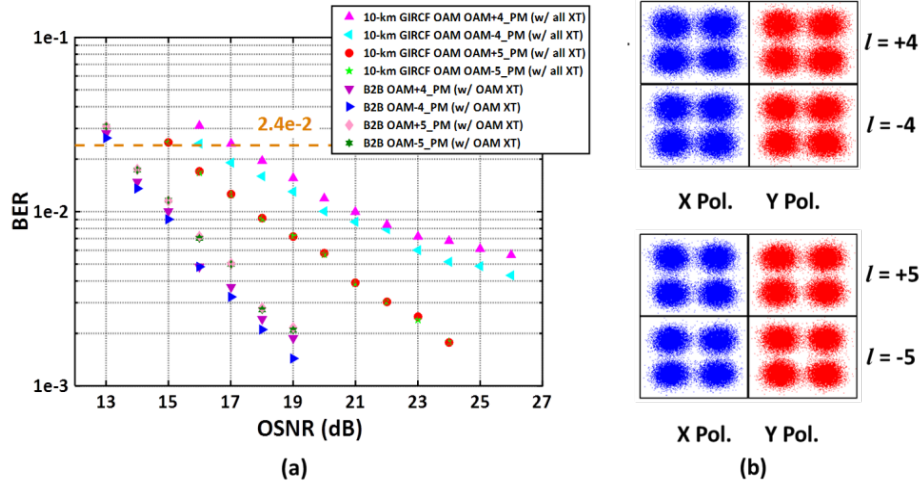 10-km GIRCF OAM OAM+4_PM (w/ all XT)
10-km GIRCF OAM OAM-4_PM (w/ all XT)
10-km GIRCF OAM OAM+5_PM (w/ all XT)
10-km GIRCF OAM OAM-5_PM (w/ all XT)
B2B OAM+4_PM (w/ OAM XT)
B2B OAM-4_PM (w/ OAM XT)
B2B OAM+5_PM (w/ OAM XT)
B2B OAM-5_PM (w/ OAM XT)
1e-1
2.4e-2
1e-2
1e-3
BER
13 15 17 19 21 23 25 27
OSNR (dB)
(a)
l = +4
l = -4
X Pol. Y Pol.
l = +5
l = -5
X Pol. Y Pol.
(b)